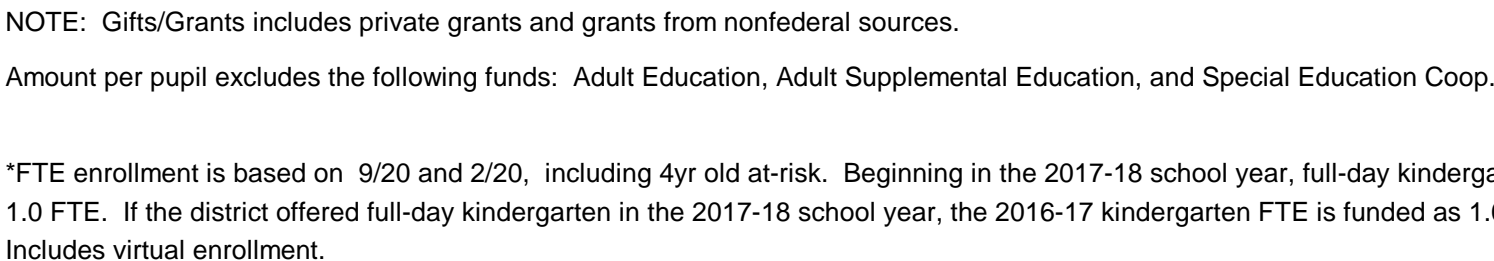 NOTE: Gifts/Grants includes private grants and grants from nonfederal sources.
Amount per pupil excludes the following funds: Adult Education, Adult Supplemental Education, and Special Education Coop.
*FTE enrollment is based on 9/20 and 2/20, including 4yr old at-risk. Beginning in the 2017-18 school year, full-day
1.0 FTE. If the district offered full-day kindergarten in the 2017-18 school year, the 2016-17 kindergarten FTE is funded as
Includes virtual enrollment.